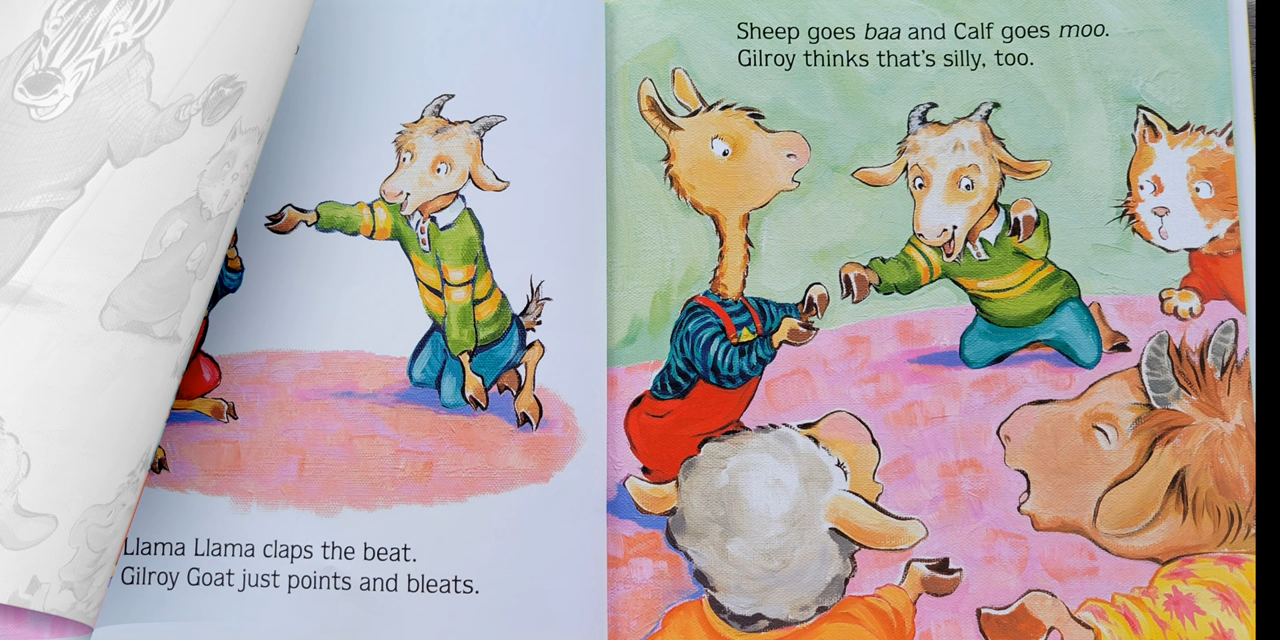 Llama Llama claps the beat.
Gilroy Goat just points and bleats.
Sheep goes baa and Calf goes moo.
Gilroy thinks that's silly, too.